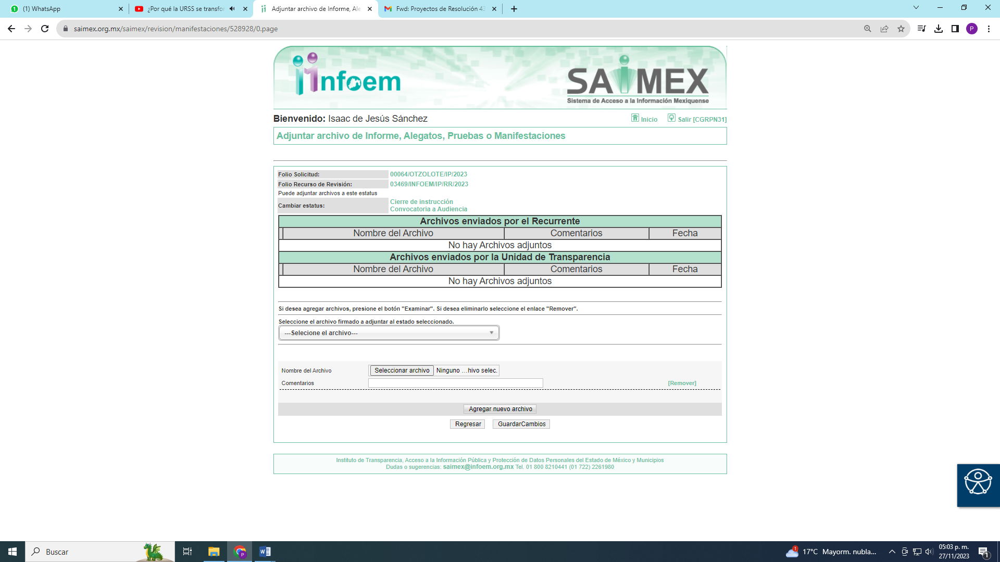 (1) WhatsApp
¿Por qué la URSS se transfor
Adjuntar archivo de Informe, Ale
Fwd: Proyectos de Resolución 43
saimex.org.mx/saimex/revision/manifestaciones/528928/0.page
P
infoem
SAIMEX
Sistema de Acceso a la Información Mexiquense
Bienvenido: Isaac de Jesús Sánchez
Inicio
Salir [CGRPN31]
Adjuntar archivo de Informe, Alegatos, Pruebas o Manifestaciones
Folio Solicitud: 00064/OTZOLOTE/IP/2023
Folio Recurso de Revisión: 03469/INFOEM/IP/RR/2023
Puede adjuntar archivos a este estatus
Cambiar estatus: Cierre de instrucción
Convocatoria a Audiencia
Archivos enviados por el Recurrente
Nombre del Archivo Comentarios Fecha
No hay Archivos adjuntos
Archivos enviados por la Unidad de Transparencia
Nombre del Archivo Comentarios Fecha
No hay Archivos adjuntos
Si desea agregar archivos, presione el botón "Examinar". Si desea eliminarlo seleccione el enlace "Remover".
Seleccione el archivo firmado a adjuntar al estado seleccionado.
---Selecione el archivo---
Nombre del Archivo Seleccionar archivo Ninguno ...hivo selec.
Comentarios [Remover]
Agregar nuevo archivo
Regresar GuardarCambios
Instituto de Transparencia, Acceso a la Información Pública y Protección de Datos Personales del Estado de México y Municipios
Dudas o sugerencias: saimex@infoem.org.mx Tel. 01 800 8210441 (01 722) 2261980
Buscar
17°C Mayorm. nubla...
05:03 p. m.
27/11/2023